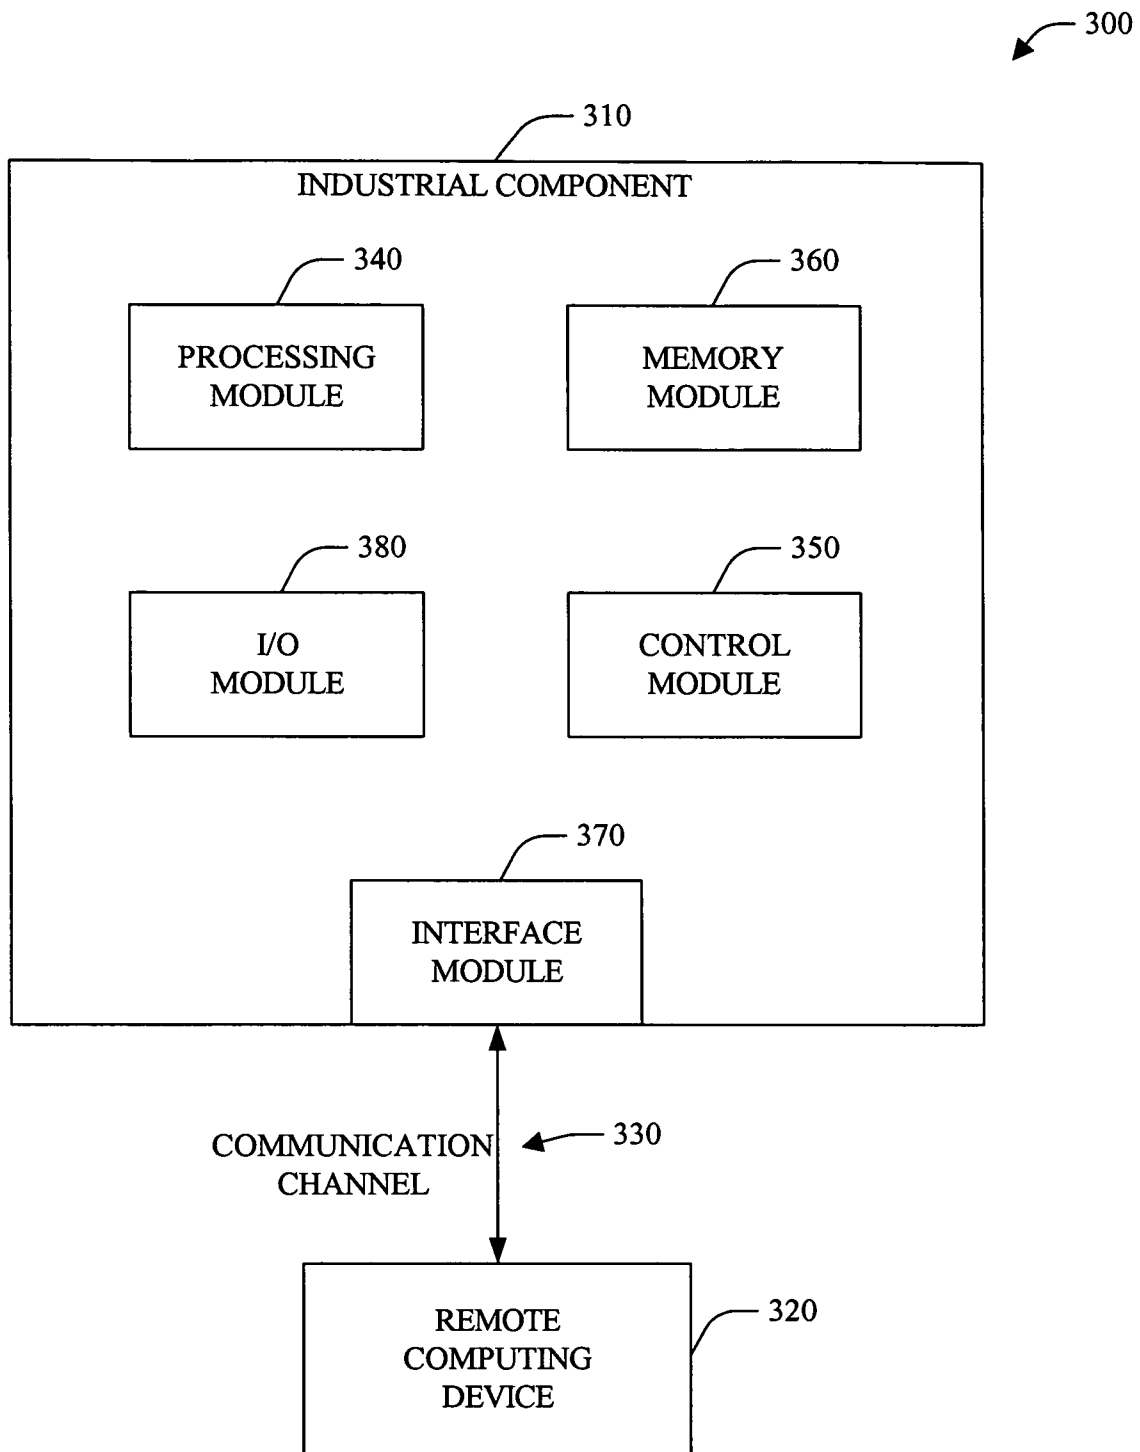 300
310
INDUSTRIAL COMPONENT
340
PROCESSING
MODULE
360
MEMORY
MODULE
380
I/O
MODULE
350
CONTROL
MODULE
370
INTERFACE
MODULE
COMMUNICATION
CHANNEL
330
REMOTE
COMPUTING
DEVICE
320